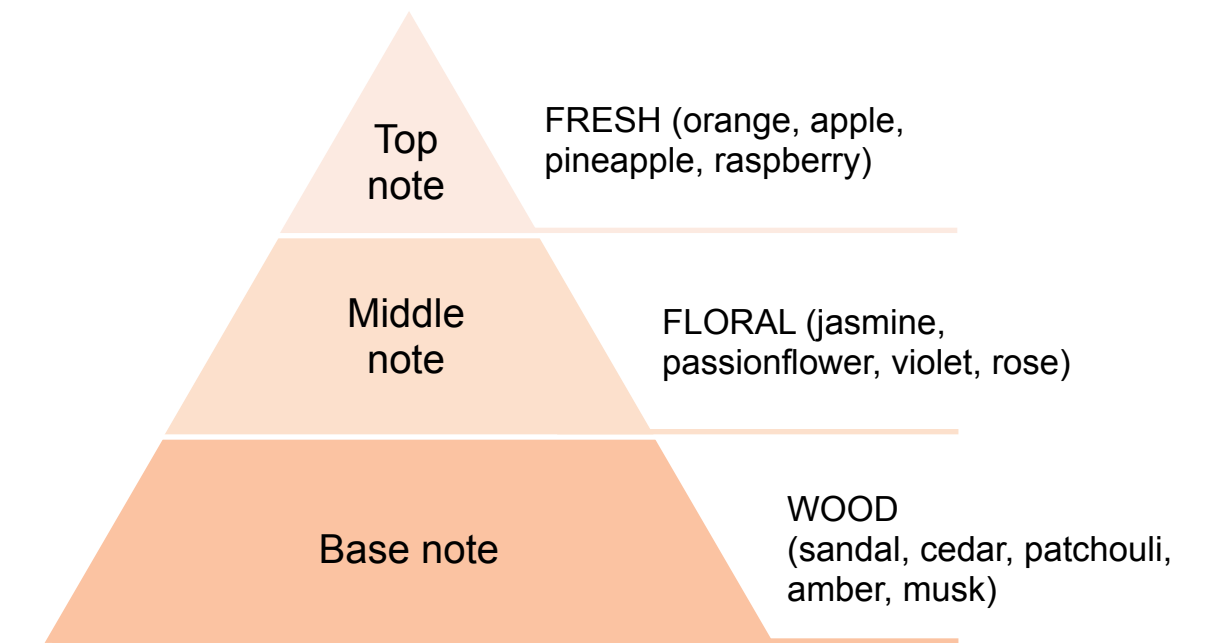 Top
note
FRESH (orange, apple,
pineapple, raspberry)
Middle
note
FLORAL (jasmine,
passionflower, violet, rose)
Base note
WOOD
(sandal, cedar, patchouli,
amber, musk)